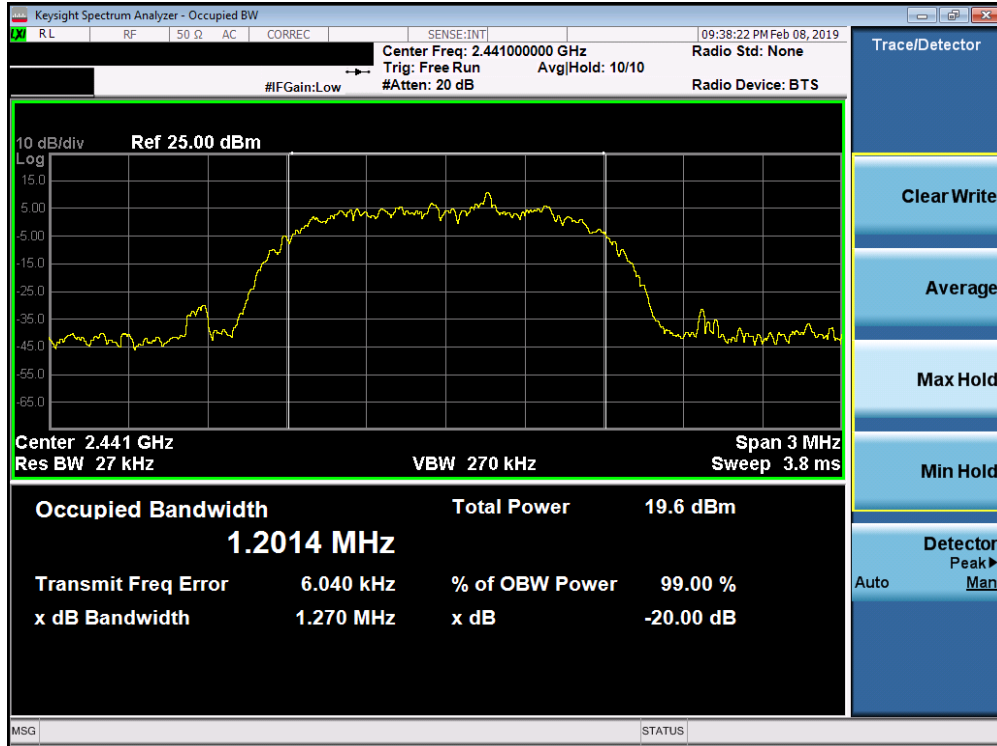 Keysight Spectrum Analyzer - Occupied BW
LXI RL RF 50 Ω AC CORREC SENSE:INT 09:38:22 PM Feb 08, 2019
Center Freq: 2.441000000 GHz Radio Std: None
Trig: Free Run Avg|Hold: 10/10
#IFGain:Low #Atten: 20 dB Radio Device: BTS
10 dB/div Ref 25.00 dBm
Log
15.0
5.00
-5.00
-15.0
-25.0
-35.0
-45.0
-55.0
-65.0
Center 2.441 GHz Span 3 MHz
Res BW 27 kHz VBW 270 kHz Sweep 3.8 ms
Occupied Bandwidth Total Power 19.6 dBm
1.2014 MHz
Transmit Freq Error 6.040 kHz % of OBW Power 99.00 %
x dB Bandwidth 1.270 MHz x dB -20.00 dB
MSG STATUS
Trace/Detector
Clear Write
Average
Max Hold
Min Hold
Detector
Peak▶
Auto Man